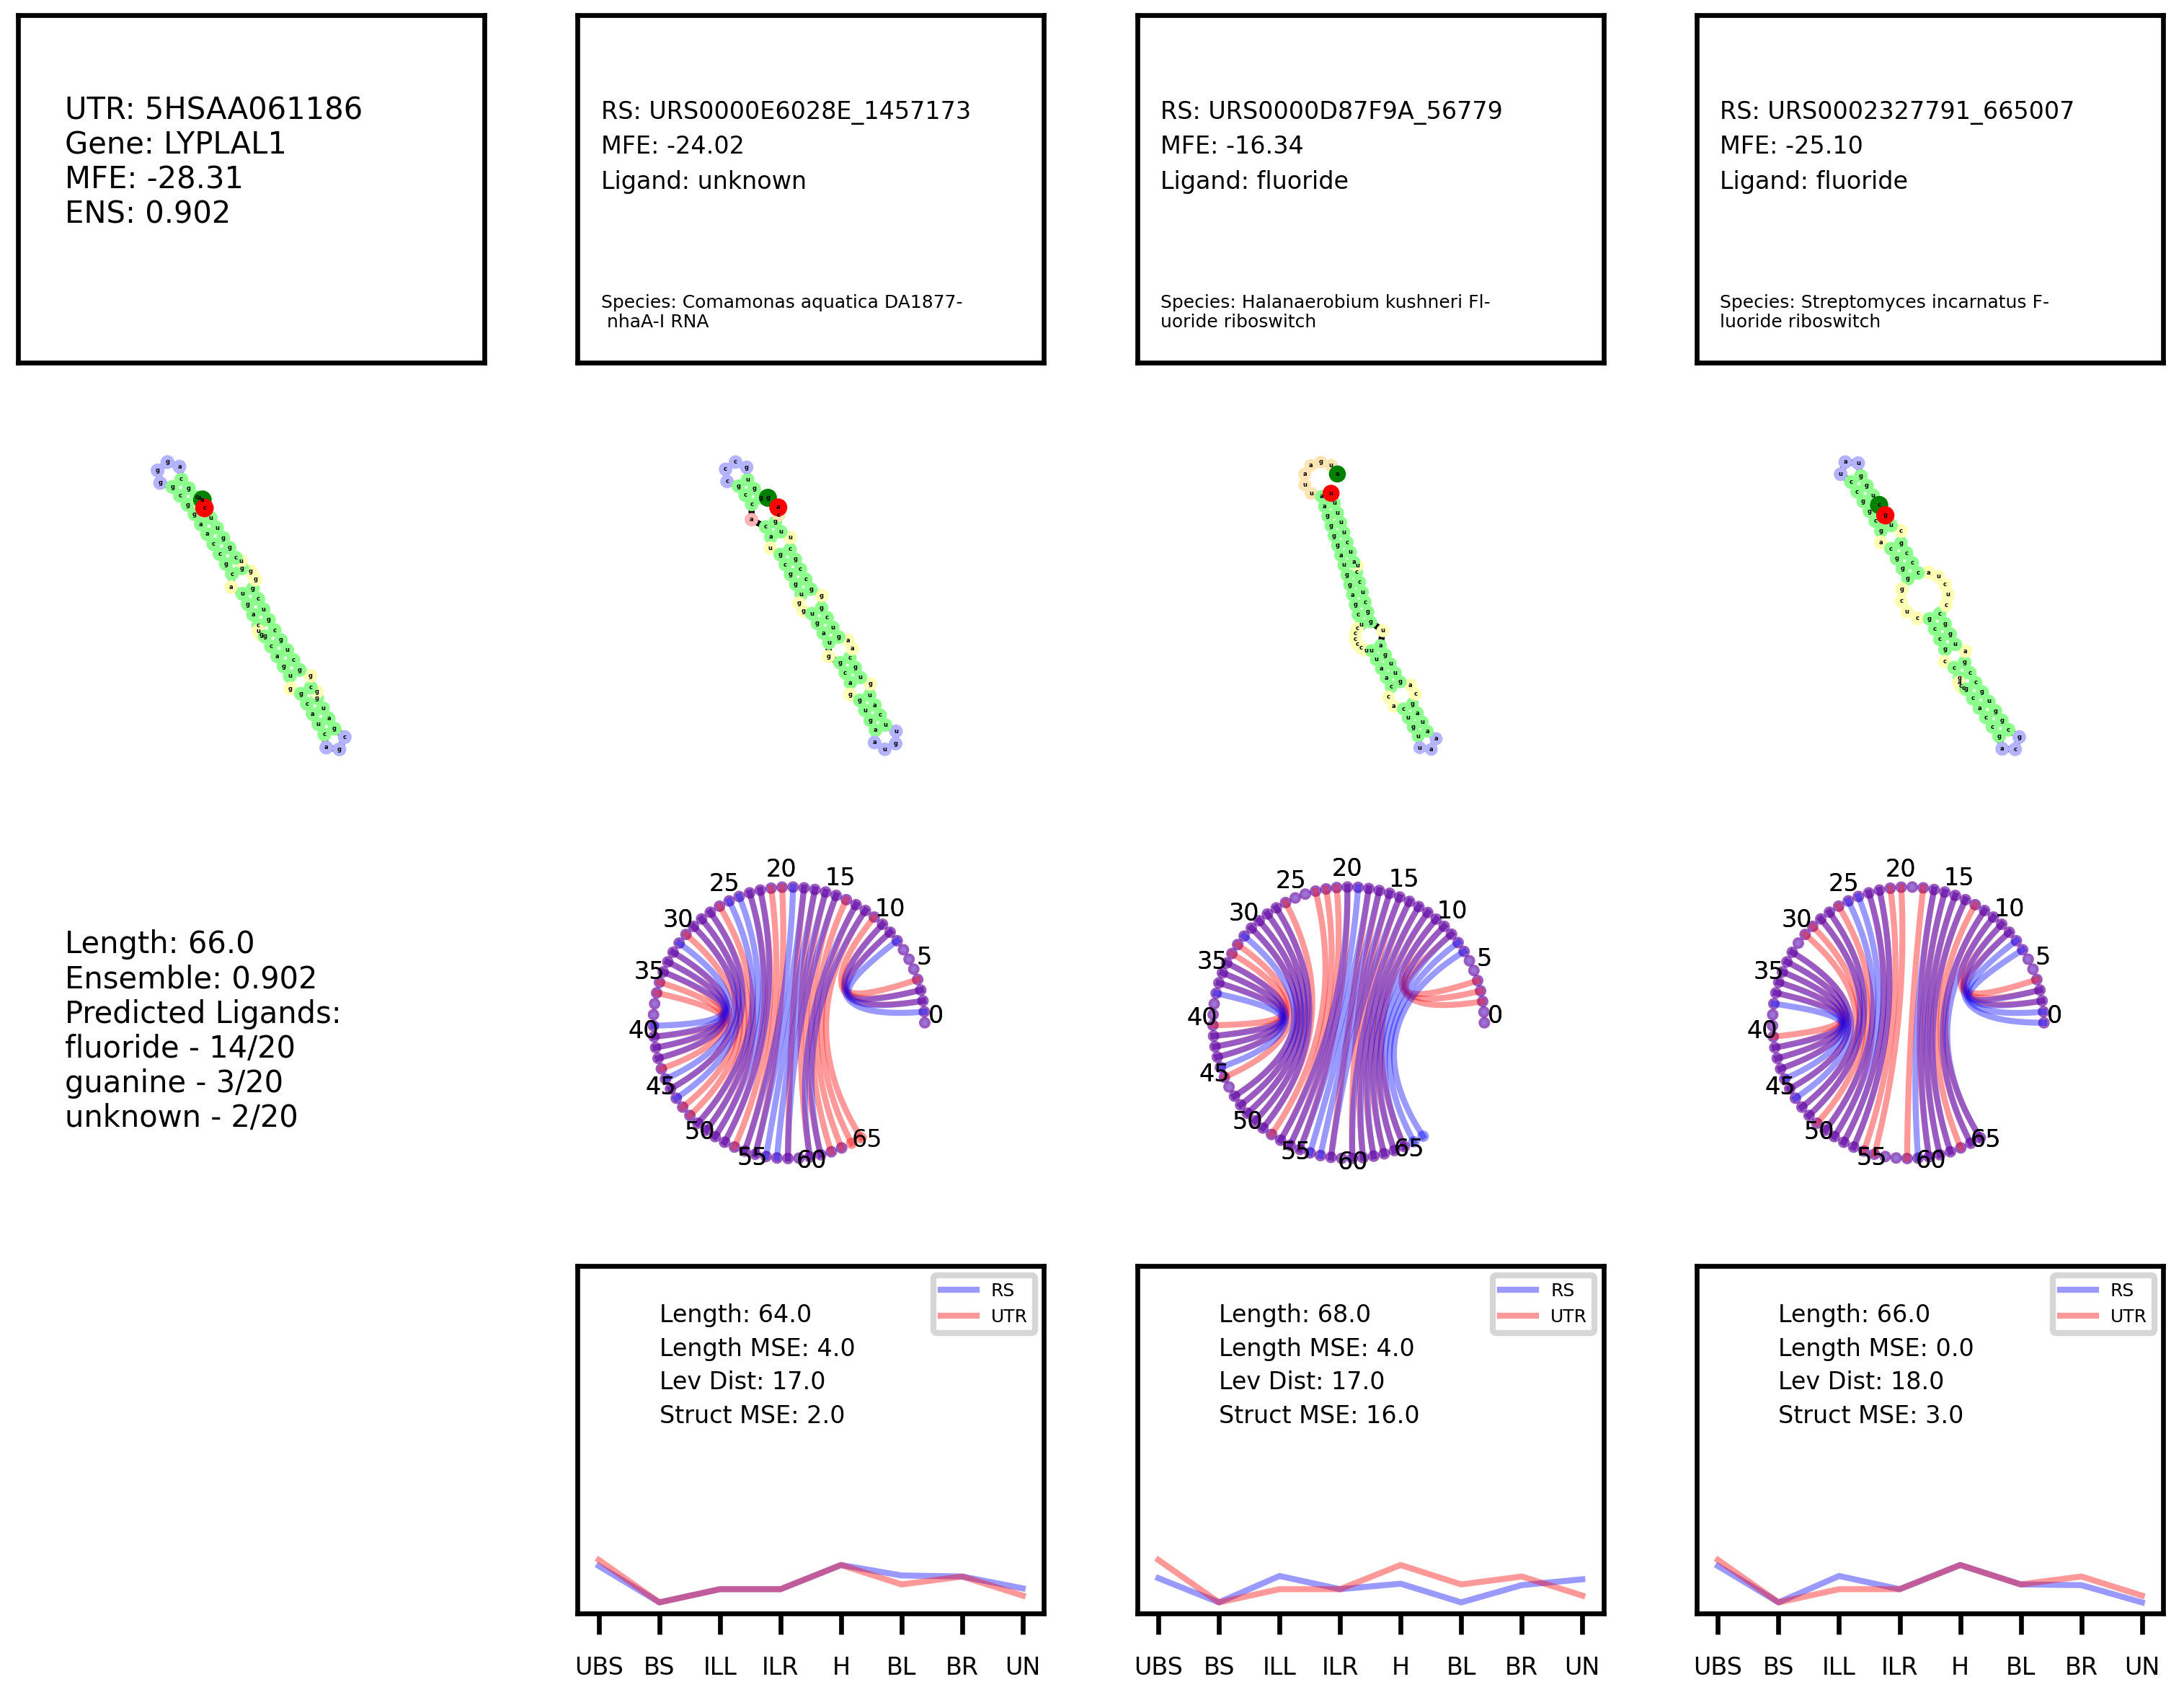 UTR: 5HSAA061186
Gene: LYPLAL1
MFE: -28.31
ENS: 0.902
RS: URS0000E6028E_1457173
MFE: -24.02
Ligand: unknown
Species: Comamonas aquatica DA1877-
nhaA-I RNA
RS: URS0000D87F9A_56779
MFE: -16.34
Ligand: fluoride
Species: Halanaerobium kushneri Fl-
uoride riboswitch
RS: URS0002327791_665007
MFE: -25.10
Ligand: fluoride
Species: Streptomyces incarnatus F-
luoride riboswitch
Length: 66.0
Ensemble: 0.902
Predicted Ligands:
fluoride - 14/20
guanine - 3/20
unknown - 2/20
0
5
10
15
20
25
30
35
40
45
50
55
60
65
0
5
10
15
20
25
30
35
40
45
50
55
60
65
0
5
10
15
20
25
30
35
40
45
50
55
60
65
RS
UTR
Length: 64.0
Length MSE: 4.0
Lev Dist: 17.0
Struct MSE: 2.0
UBS BS ILL ILR H BL BR UN
RS
UTR
Length: 68.0
Length MSE: 4.0
Lev Dist: 17.0
Struct MSE: 16.0
UBS BS ILL ILR H BL BR UN
RS
UTR
Length: 66.0
Length MSE: 0.0
Lev Dist: 18.0
Struct MSE: 3.0
UBS BS ILL ILR H BL BR UN